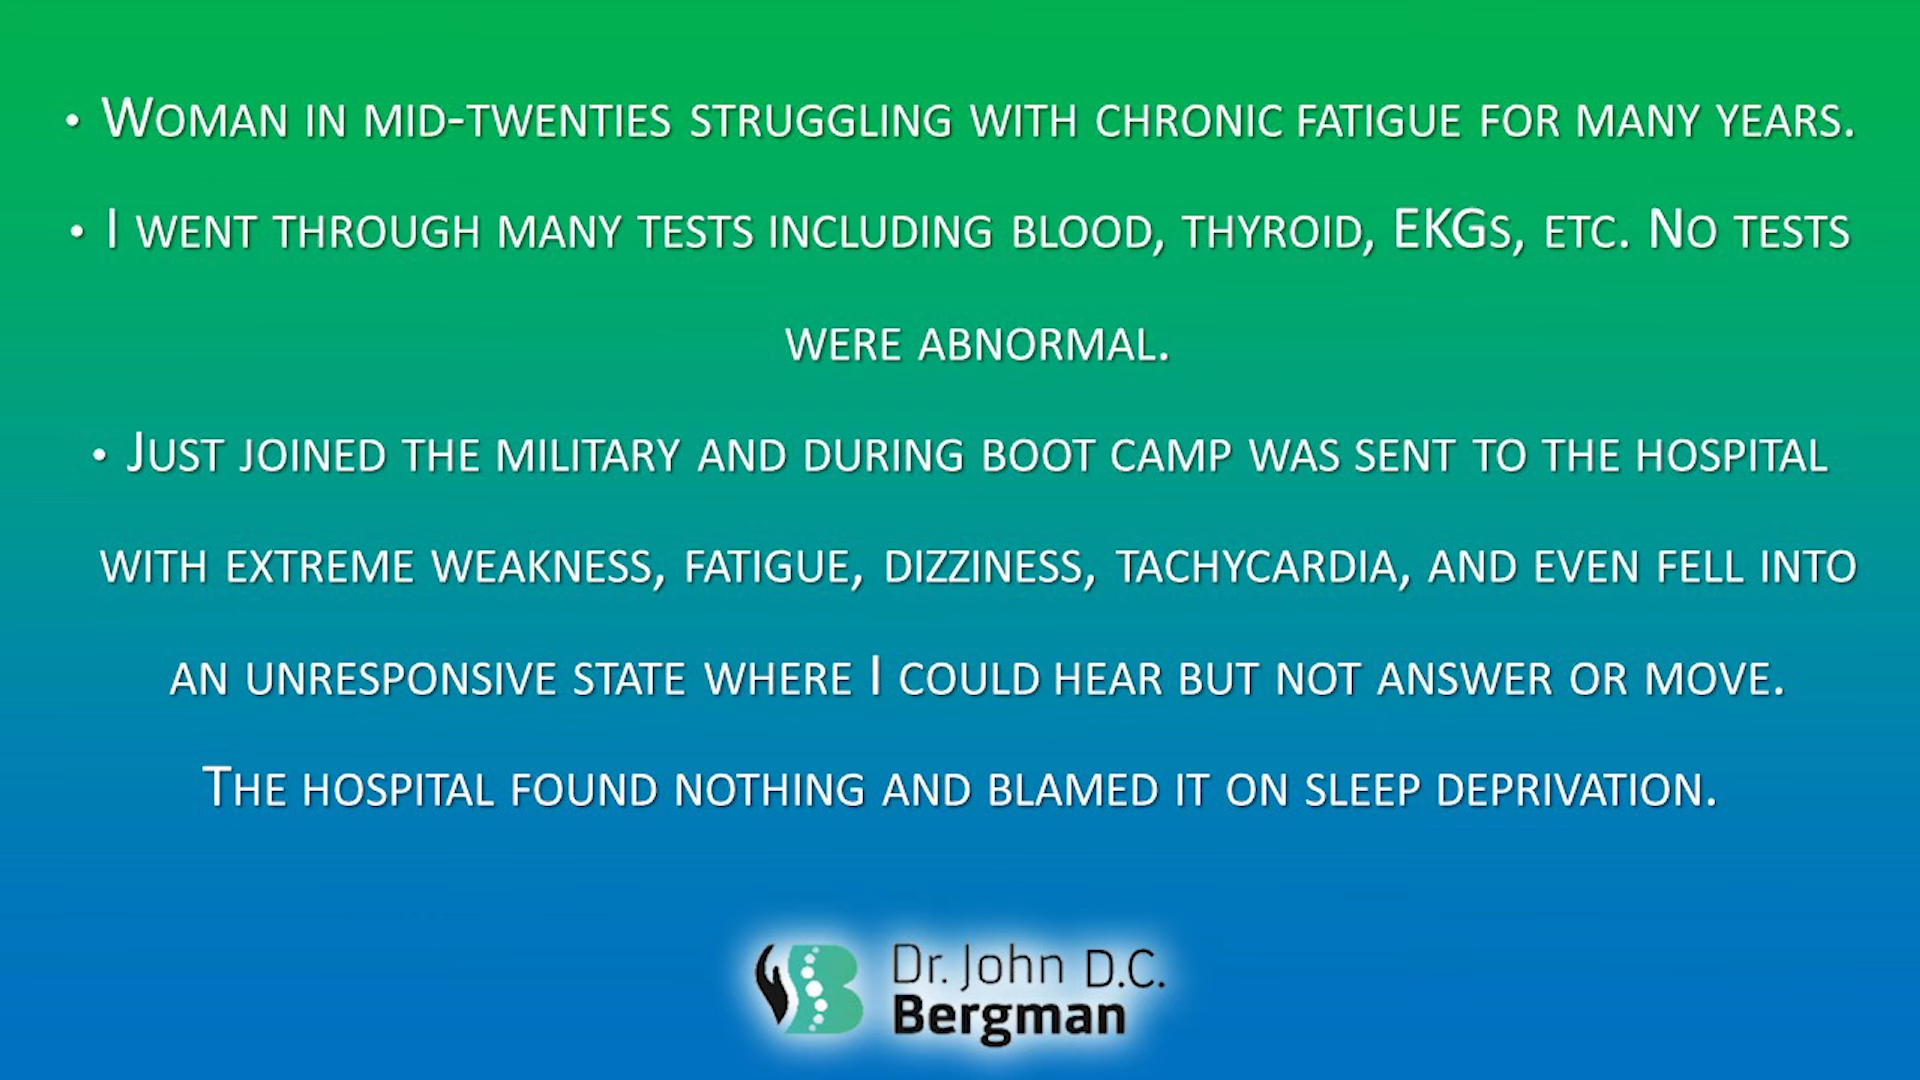 • Woman in mid-twenties struggling with chronic fatigue for many years.
• I went through many tests including blood, thyroid, EKGs, etc. No tests
were abnormal.
• Just joined the military and during boot camp was sent to the hospital
with extreme weakness, fatigue, dizziness, tachycardia, and even fell into
an unresponsive state where I could hear but not answer or move.
The hospital found nothing and blamed it on sleep deprivation.
Dr. John D.C.
Bergman